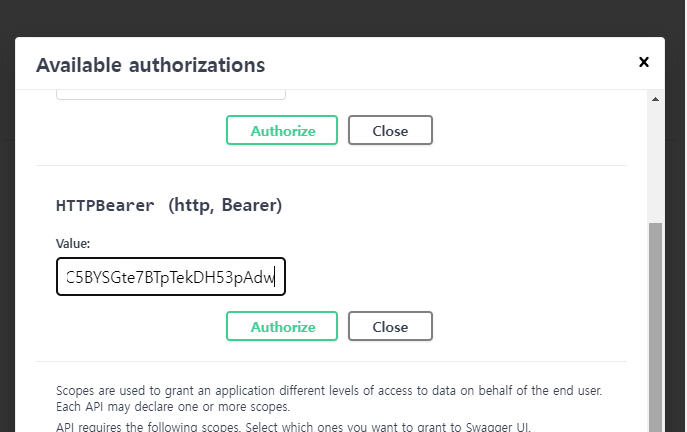 Available authorizations
x
Authorize
Close
HTTPBearer (http, Bearer)
Value:
C5BYSGte7BTpTekDH53pAdw
Authorize
Close
Scopes are used to grant an application different levels of access to data on behalf of the end user.
Each API may declare one or more scopes.
API requires the following scopes. Select which ones you want to grant to Swagger UI.